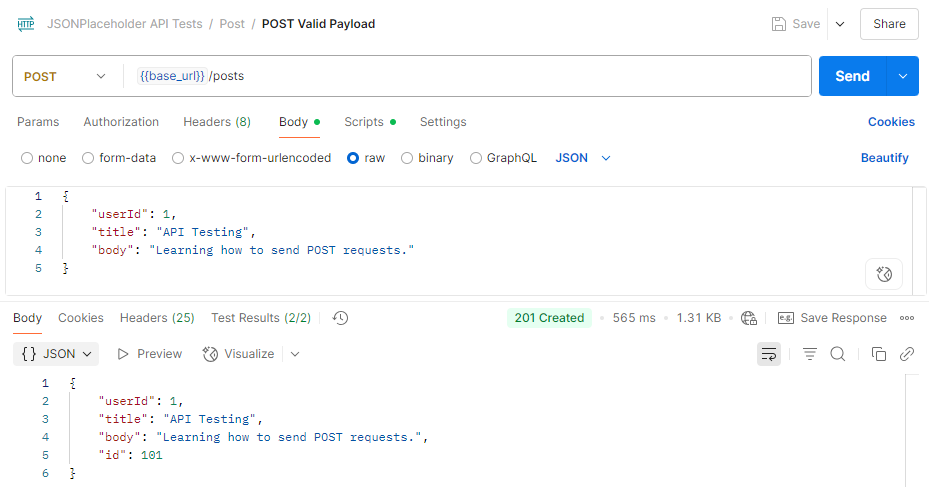 HTTP JSONPlaceholder API Tests / Post / POST Valid Payload Save Share
POST {{base_url}} /posts Send
Params Authorization Headers (8) Body Scripts Settings Cookies
none form-data x-www-form-urlencoded raw binary GraphQL JSON Beautify
1 {
2 "userId": 1,
3 "title": "API Testing",
4 "body": "Learning how to send POST requests."
5 }
Body Cookies Headers (25) Test Results (2/2) 201 Created • 565 ms • 1.31 KB • e.g. Save Response
{} JSON Preview Visualize
1 {
2 "userId": 1,
3 "title": "API Testing",
4 "body": "Learning how to send POST requests.",
5 "id": 101
6 }